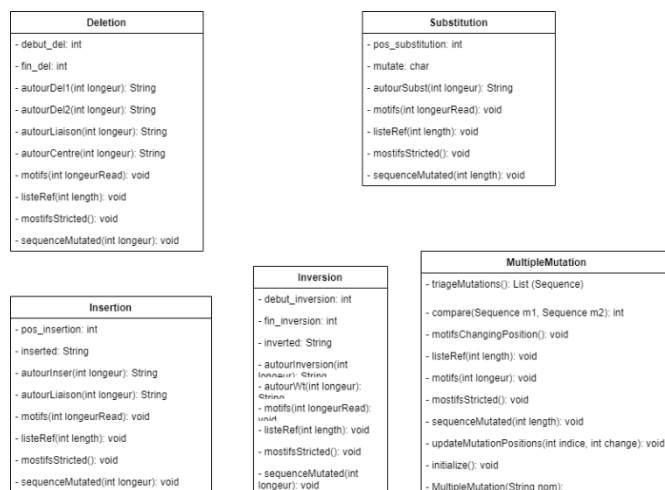 Deletion
- debut_del: int
- fin_del: int
- autourDel1(int longeur): String
- autourDel2(int longeur): String
- autourLiaison(int longeur): String
- autourCentre(int longeur): String
- motifs(int longeurRead): void
- listeRef(int length): void
- mostifsStricted(): void
- sequenceMutated(int longeur): void
Substitution
- pos_substitution: int
- mutate: char
- autourSubst(int longeur): String
- motifs(int longeurRead): void
- listeRef(int length): void
- mostifsStricted(): void
- sequenceMutated(int length): void
Insertion
- pos_insertion: int
- inserted: String
- autourInser(int longeur): String
- autourLiaison(int longeur): String
- motifs(int longeurRead): void
- listeRef(int length): void
- mostifsStricted(): void
- sequenceMutated(int longeur): void
Inversion
- debut_inversion: int
- fin_inversion: int
- inverted: String
- autourInversion(int
longeur): String
- autourWt(int longeur):
String
- motifs(int longeurRead):
void
- listeRef(int length): void
- mostifsStricted(): void
- sequenceMutated(int
longeur): void
MultipleMutation
- triageMutations(): List (Sequence)
- compare(Sequence m1, Sequence m2): int
- motifsChangingPosition(): void
- listeRef(int length): void
- motifs(int longeur): void
- mostifsStricted(): void
- sequenceMutated(int length): void
- updateMutationPositions(int indice, int change): void
- initialize(): void
- MultipleMutation(String nom):